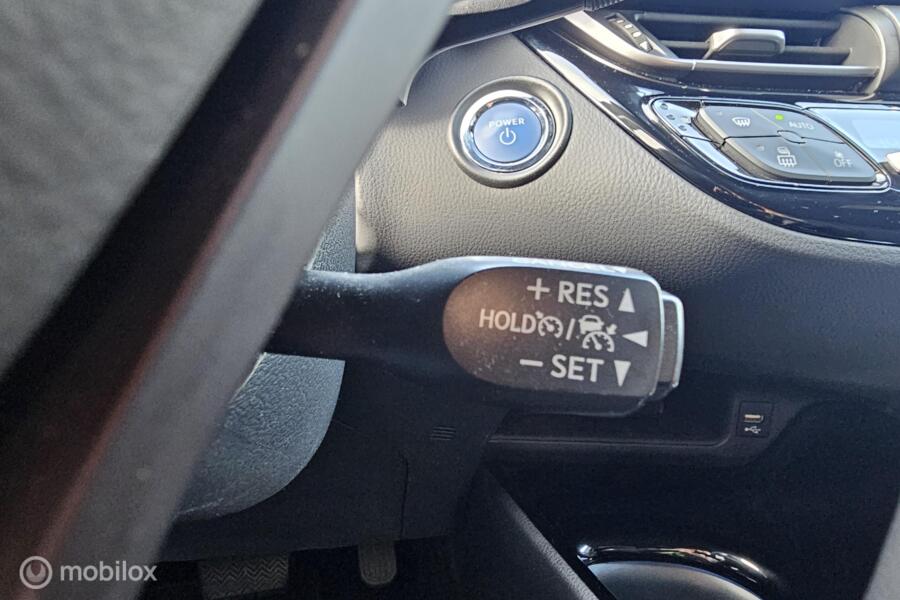 POWER
AUTO
OFF
+ RES
HOLD /
− SET
mobilox